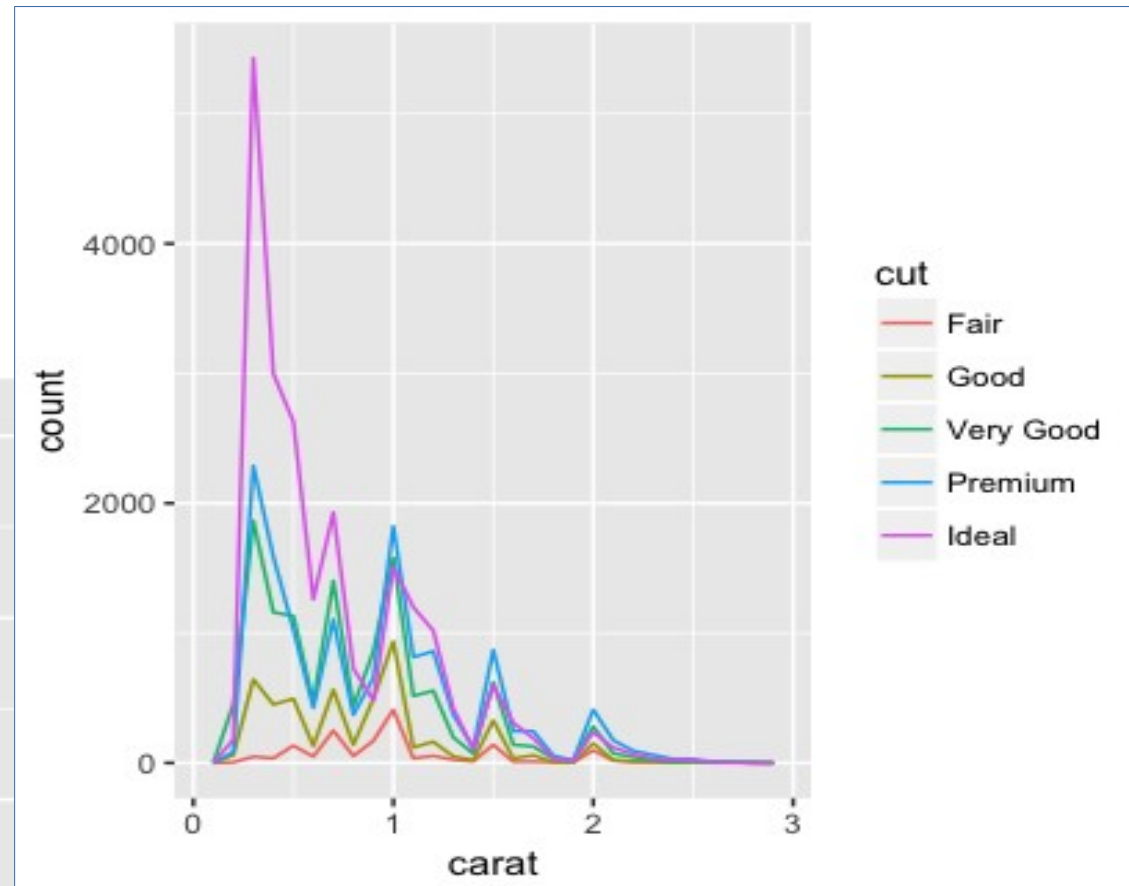 4000
2000
0
count
0 1 2 3
carat
cut
Fair
Good
Very Good
Premium
Ideal